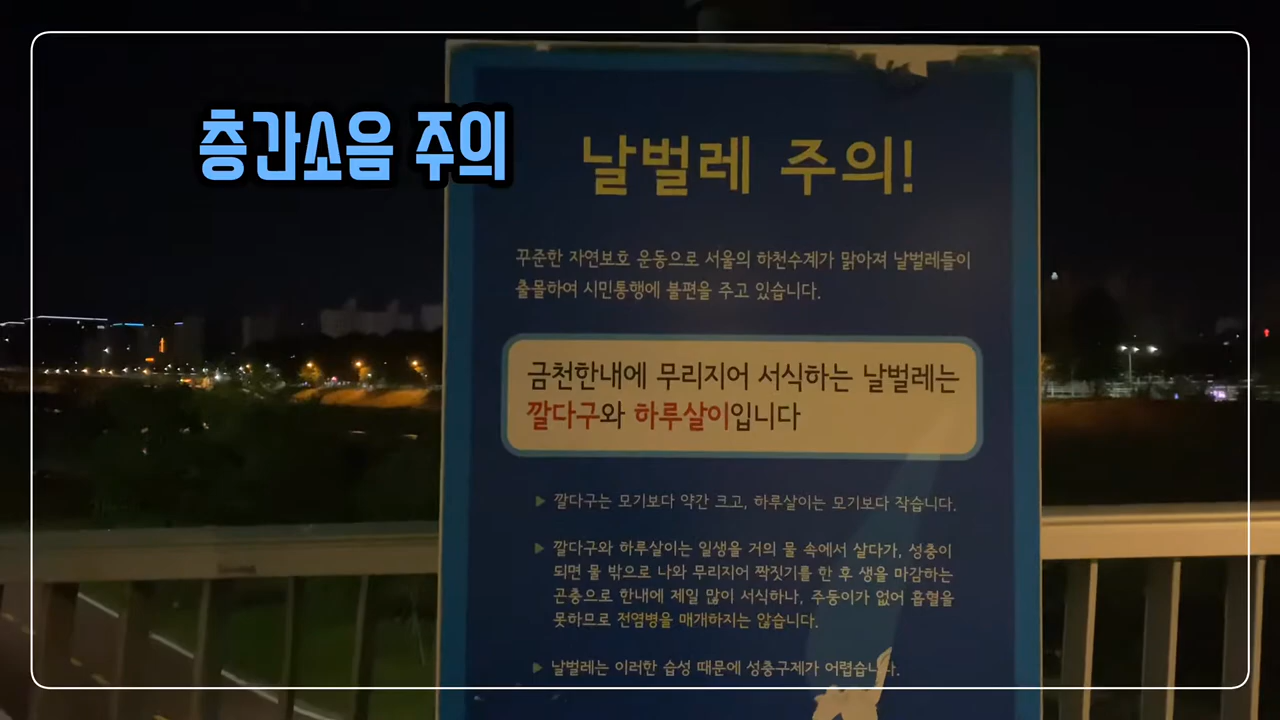 층간소음 주의
날벌레 주의!
꾸준한 자연보호 운동으로 서울의 하천수계가 맑아져 날벌레들이
출몰하여 시민통행에 불편을 주고 있습니다.
금천한내에 무리지어 서식하는 날벌레는
깔다구와 하루살이입니다
▶ 깔다구는 모기보다 약간 크고, 하루살이는 모기보다 작습니다.
▶ 깔다구와 하루살이는 일생을 거의 물 속에서 살다가, 성충이
되면 물 밖으로 나와 무리지어 짝짓기를 한 후 생을 마감하는
곤충으로 한내에 제일 많이 서식하나, 주둥이가 없어 흡혈을
못하므로 전염병을 매개하지는 않습니다.
▶ 날벌레는 이러한 습성 때문에 성충구제가 어렵습니다.